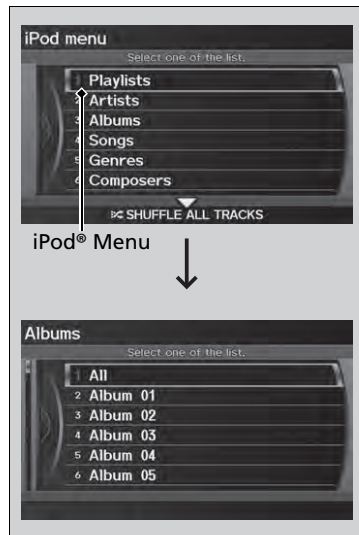 iPod menu
Select one of the list.
1 Playlists
2 Artists
3 Albums
4 Songs
5 Genres
6 Composers
SHUFFLE ALL TRACKS
iPod® Menu
Albums
Select one of the list.
1 All
2 Album 01
3 Album 02
4 Album 03
5 Album 04
6 Album 05